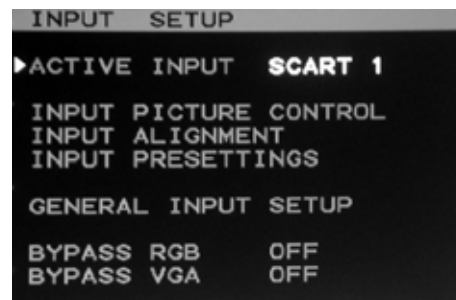 INPUT SETUP
ACTIVE INPUT SCART 1
INPUT PICTURE CONTROL
INPUT ALIGNMENT
INPUT PRESETTINGS
GENERAL INPUT SETUP
BYPASS RGB OFF
BYPASS VGA OFF